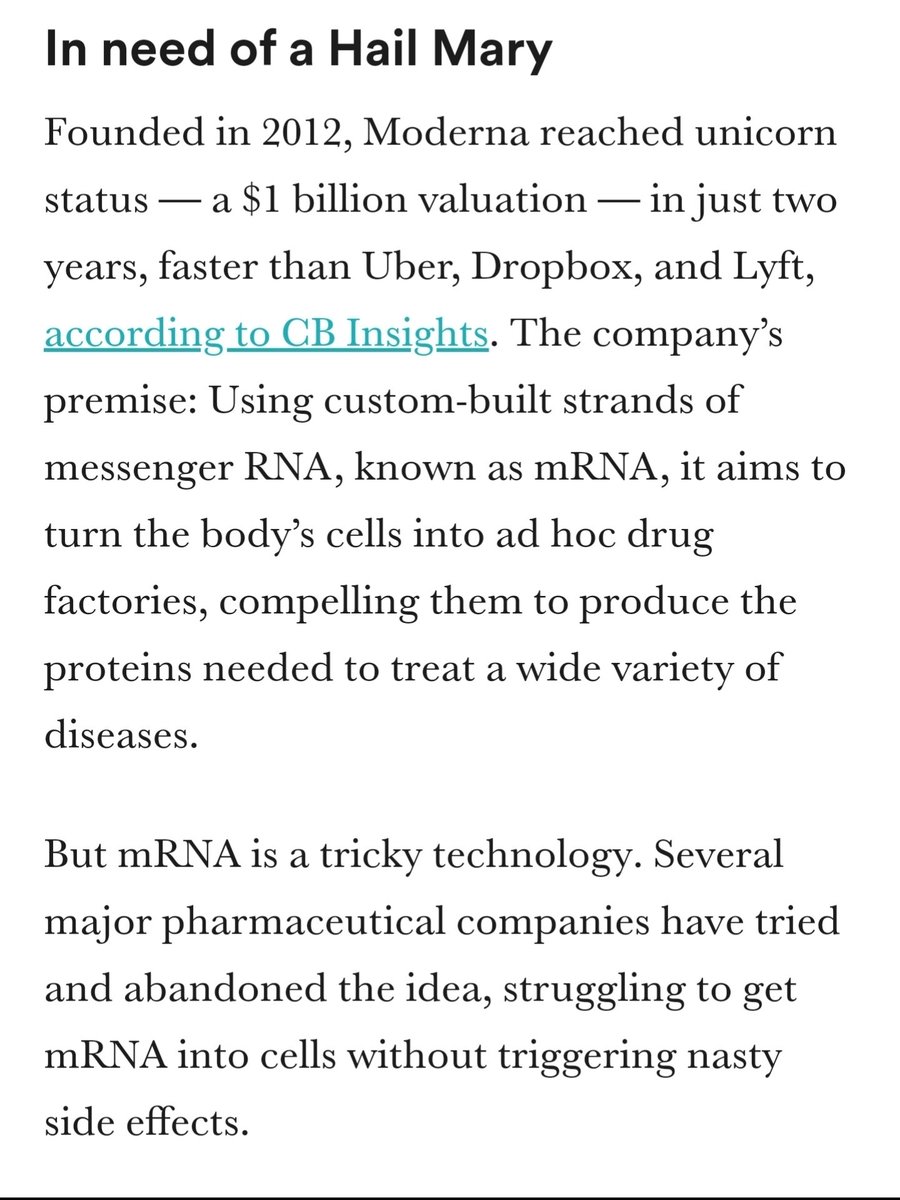 In need of a Hail Mary
Founded in 2012, Moderna reached unicorn
status — a $1 billion valuation — in just two
years, faster than Uber, Dropbox, and Lyft,
according to CB Insights. The company’s
premise: Using custom-built strands of
messenger RNA, known as mRNA, it aims to
turn the body’s cells into ad hoc drug
factories, compelling them to produce the
proteins needed to treat a wide variety of
diseases.
But mRNA is a tricky technology. Several
major pharmaceutical companies have tried
and abandoned the idea, struggling to get
mRNA into cells without triggering nasty
side effects.